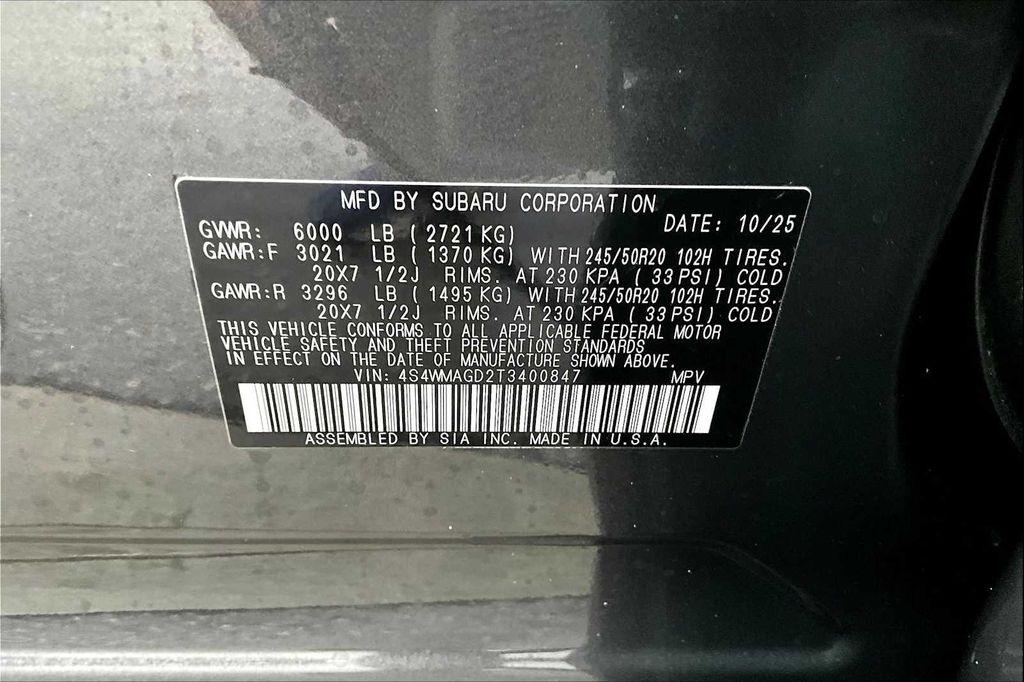 MFD BY SUBARU CORPORATION
DATE: 10/25
GVWR: 6000 LB ( 2721 KG)
GAWR:F 3021 LB ( 1370 KG) WITH 245/50R20 102H TIRES.
20X7 1/2J RIMS. AT 230 KPA ( 33 PSI) COLD
GAWR:R 3296 LB ( 1495 KG) WITH 245/50R20 102H TIRES.
20X7 1/2J RIMS. AT 230 KPA ( 33 PSI) COLD
THIS VEHICLE CONFORMS TO ALL APPLICABLE FEDERAL MOTOR
VEHICLE SAFETY AND THEFT PREVENTION STANDARDS
IN EFFECT ON THE DATE OF MANUFACTURE SHOWN ABOVE.
VIN: 4S4WMAGD2T3400847 MPV
ASSEMBLED BY SIA INC. MADE IN U.S.A.